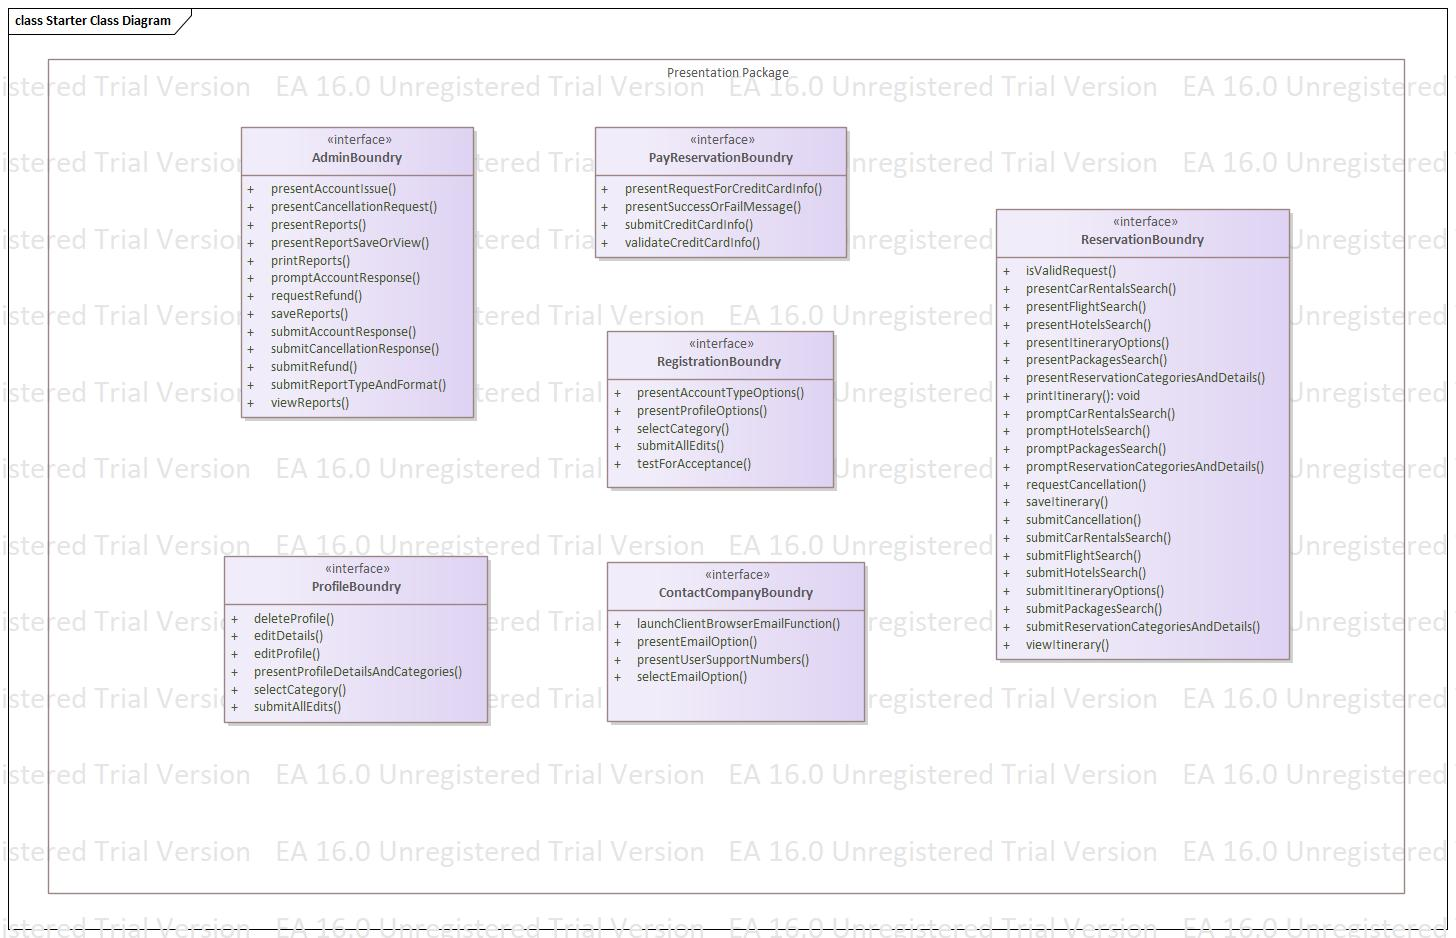 class Starter Class Diagram
Presentation Package
«interface»
AdminBoundry
+ presentAccountIssue()
+ presentCancellationRequest()
+ presentReports()
+ presentReportSaveOrView()
+ printReports()
+ promptAccountResponse()
+ requestRefund()
+ saveReports()
+ submitAccountResponse()
+ submitCancellationResponse()
+ submitRefund()
+ submitReportTypeAndFormat()
+ viewReports()
«interface»
PayReservationBoundry
+ presentRequestForCreditCardInfo()
+ presentSuccessOrFailMessage()
+ submitCreditCardInfo()
+ validateCreditCardInfo()
«interface»
RegistrationBoundry
+ presentAccountTypeOptions()
+ presentProfileOptions()
+ selectCategory()
+ submitAllEdits()
+ testForAcceptance()
«interface»
ReservationBoundry
+ isValidRequest()
+ presentCarRentalsSearch()
+ presentFlightSearch()
+ presentHotelsSearch()
+ presentItineraryOptions()
+ presentPackagesSearch()
+ presentReservationCategoriesAndDetails()
+ printItinerary(): void
+ promptCarRentalsSearch()
+ promptHotelsSearch()
+ promptPackagesSearch()
+ promptReservationCategoriesAndDetails()
+ requestCancellation()
+ saveItinerary()
+ submitCancellation()
+ submitCarRentalsSearch()
+ submitFlightSearch()
+ submitHotelsSearch()
+ submitItineraryOptions()
+ submitPackagesSearch()
+ submitReservationCategoriesAndDetails()
+ viewItinerary()
«interface»
ProfileBoundry
+ deleteProfile()
+ editDetails()
+ editProfile()
+ presentProfileDetailsAndCategories()
+ selectCategory()
+ submitAllEdits()
«interface»
ContactCompanyBoundry
+ launchClientBrowserEmailFunction()
+ presentEmailOption()
+ presentUserSupportNumbers()
+ selectEmailOption()
EA 16.0 Unregistered Trial Version